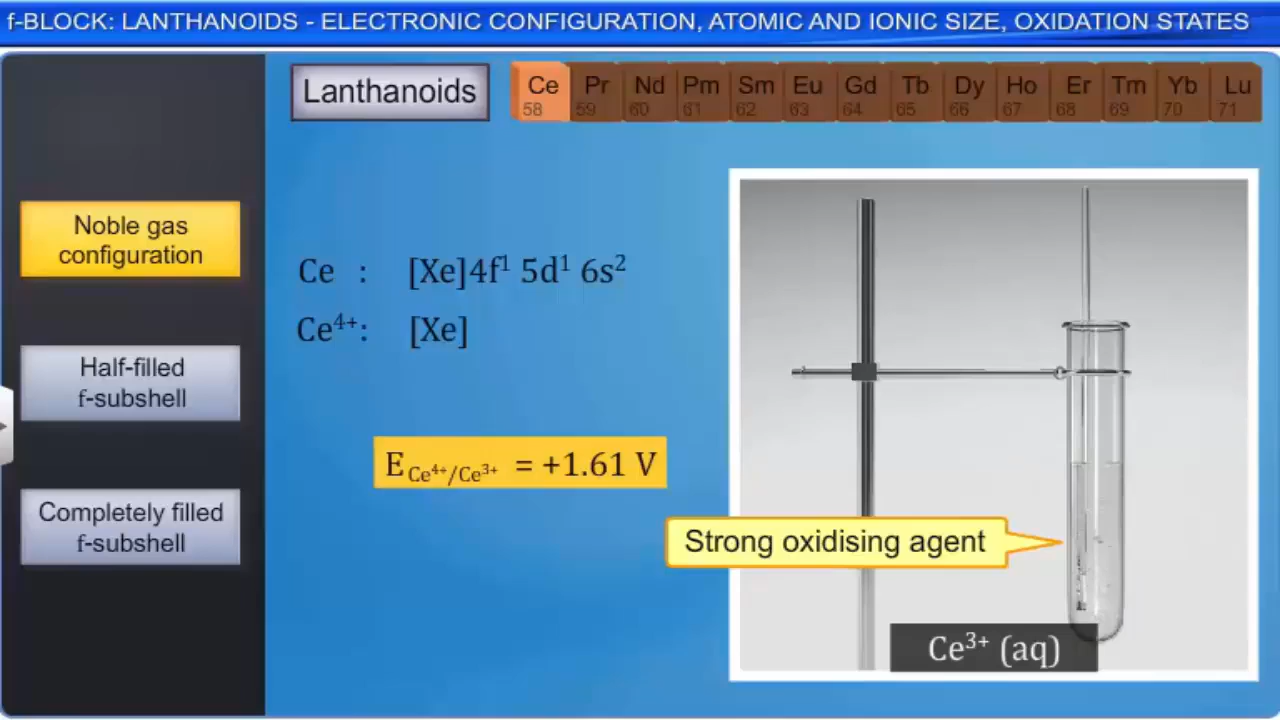 f-BLOCK: LANTHANOIDS - ELECTRONIC CONFIGURATION, ATOMIC AND IONIC SIZE, OXIDATION STATES
Lanthanoids
Ce Pr Nd Pm Sm Eu Gd Tb Dy Ho Er Tm Yb Lu
58 59 60 61 62 63 64 65 66 67 68 69 70 71
Noble gas
configuration
Half-filled
f-subshell
Completely filled
f-subshell
Ce : [Xe]4f¹ 5d¹ 6s²
Ce⁴⁺: [Xe]
E Ce⁴⁺/Ce³⁺ = +1.61 V
Strong oxidising agent
Ce³⁺ (aq)